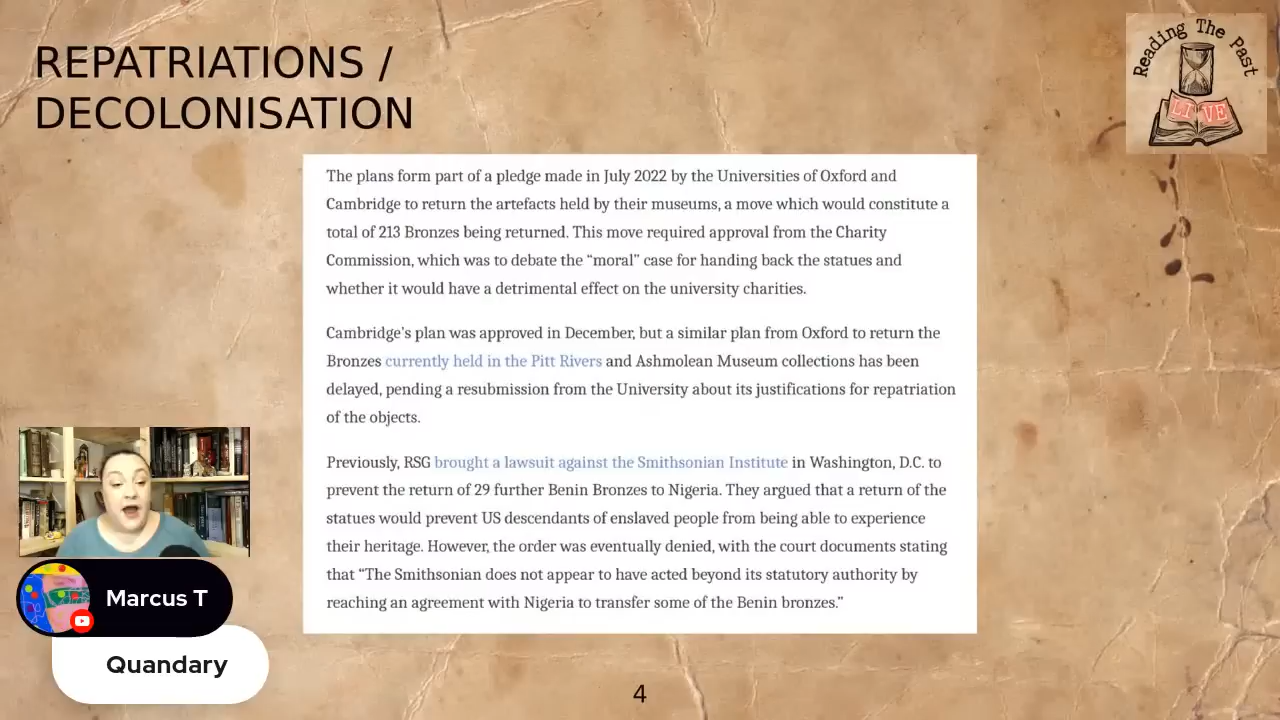 REPATRIATIONS /
DECOLONISATION
Reading The Past
LIVE
The plans form part of a pledge made in July 2022 by the Universities of Oxford and
Cambridge to return the artefacts held by their museums, a move which would constitute a
total of 213 Bronzes being returned. This move required approval from the Charity
Commission, which was to debate the “moral” case for handing back the statues and
whether it would have a detrimental effect on the university charities.
Cambridge's plan was approved in December, but a similar plan from Oxford to return the
Bronzes currently held in the Pitt Rivers and Ashmolean Museum collections has been
delayed, pending a resubmission from the University about its justifications for repatriation
of the objects.
Previously, RSG brought a lawsuit against the Smithsonian Institute in Washington, D.C. to
prevent the return of 29 further Benin Bronzes to Nigeria. They argued that a return of the
statues would prevent US descendants of enslaved people from being able to experience
their heritage. However, the order was eventually denied, with the court documents stating
that “The Smithsonian does not appear to have acted beyond its statutory authority by
reaching an agreement with Nigeria to transfer some of the Benin bronzes.”
Marcus T
Quandary
4